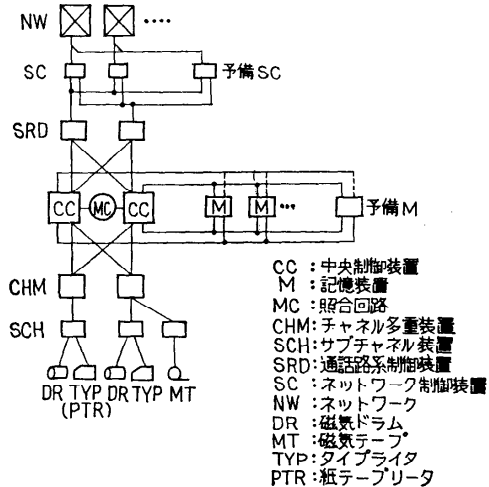 NW ····
SC 予備SC
SRD
CC MC CC M M ··· 予備M
CHM
SCH
DR TYP DR TYP MT
(PTR)
CC:中央制御装置
M:記憶装置
MC:照合回路
CHM:チャネル多重装置
SCH:サブチャネル装置
SRD:通話路系制御装置
SC:ネットワーク制御装置
NW:ネットワーク
DR:磁気ドラム
MT:磁気テープ
TYP:タイプライタ
PTR:紙テープリータ